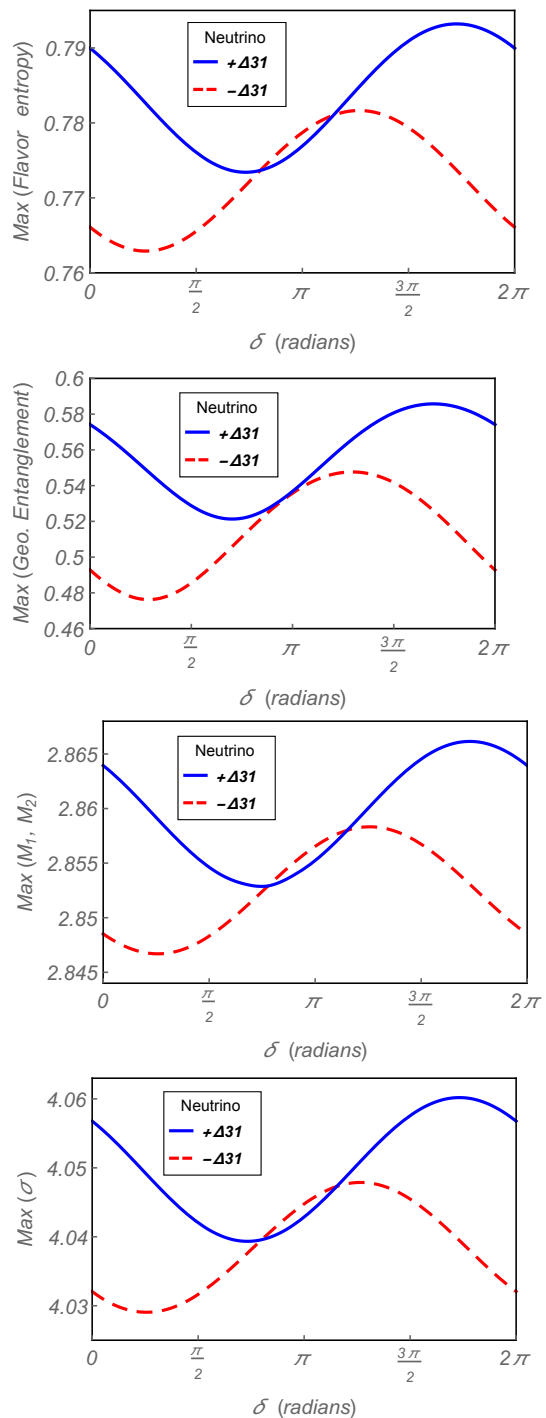 Max (Flavor entropy)
0.79
0.78
0.77
0.76
Neutrino
+Δ31
−Δ31
0
π/2
π
3π/2
2π
δ (radians)
Max (Geo. Entanglement)
0.6
0.58
0.54
0.52
0.5
0.48
0.46
Neutrino
+Δ31
−Δ31
0
π/2
π
3π/2
2π
δ (radians)
Max (M₁, M₂)
2.865
2.86
2.855
2.85
2.845
Neutrino
+Δ31
−Δ31
0
π/2
π
3π/2
2π
δ (radians)
Max (σ)
4.06
4.05
4.04
4.03
Neutrino
+Δ31
−Δ31
0
π/2
π
3π/2
2π
δ (radians)